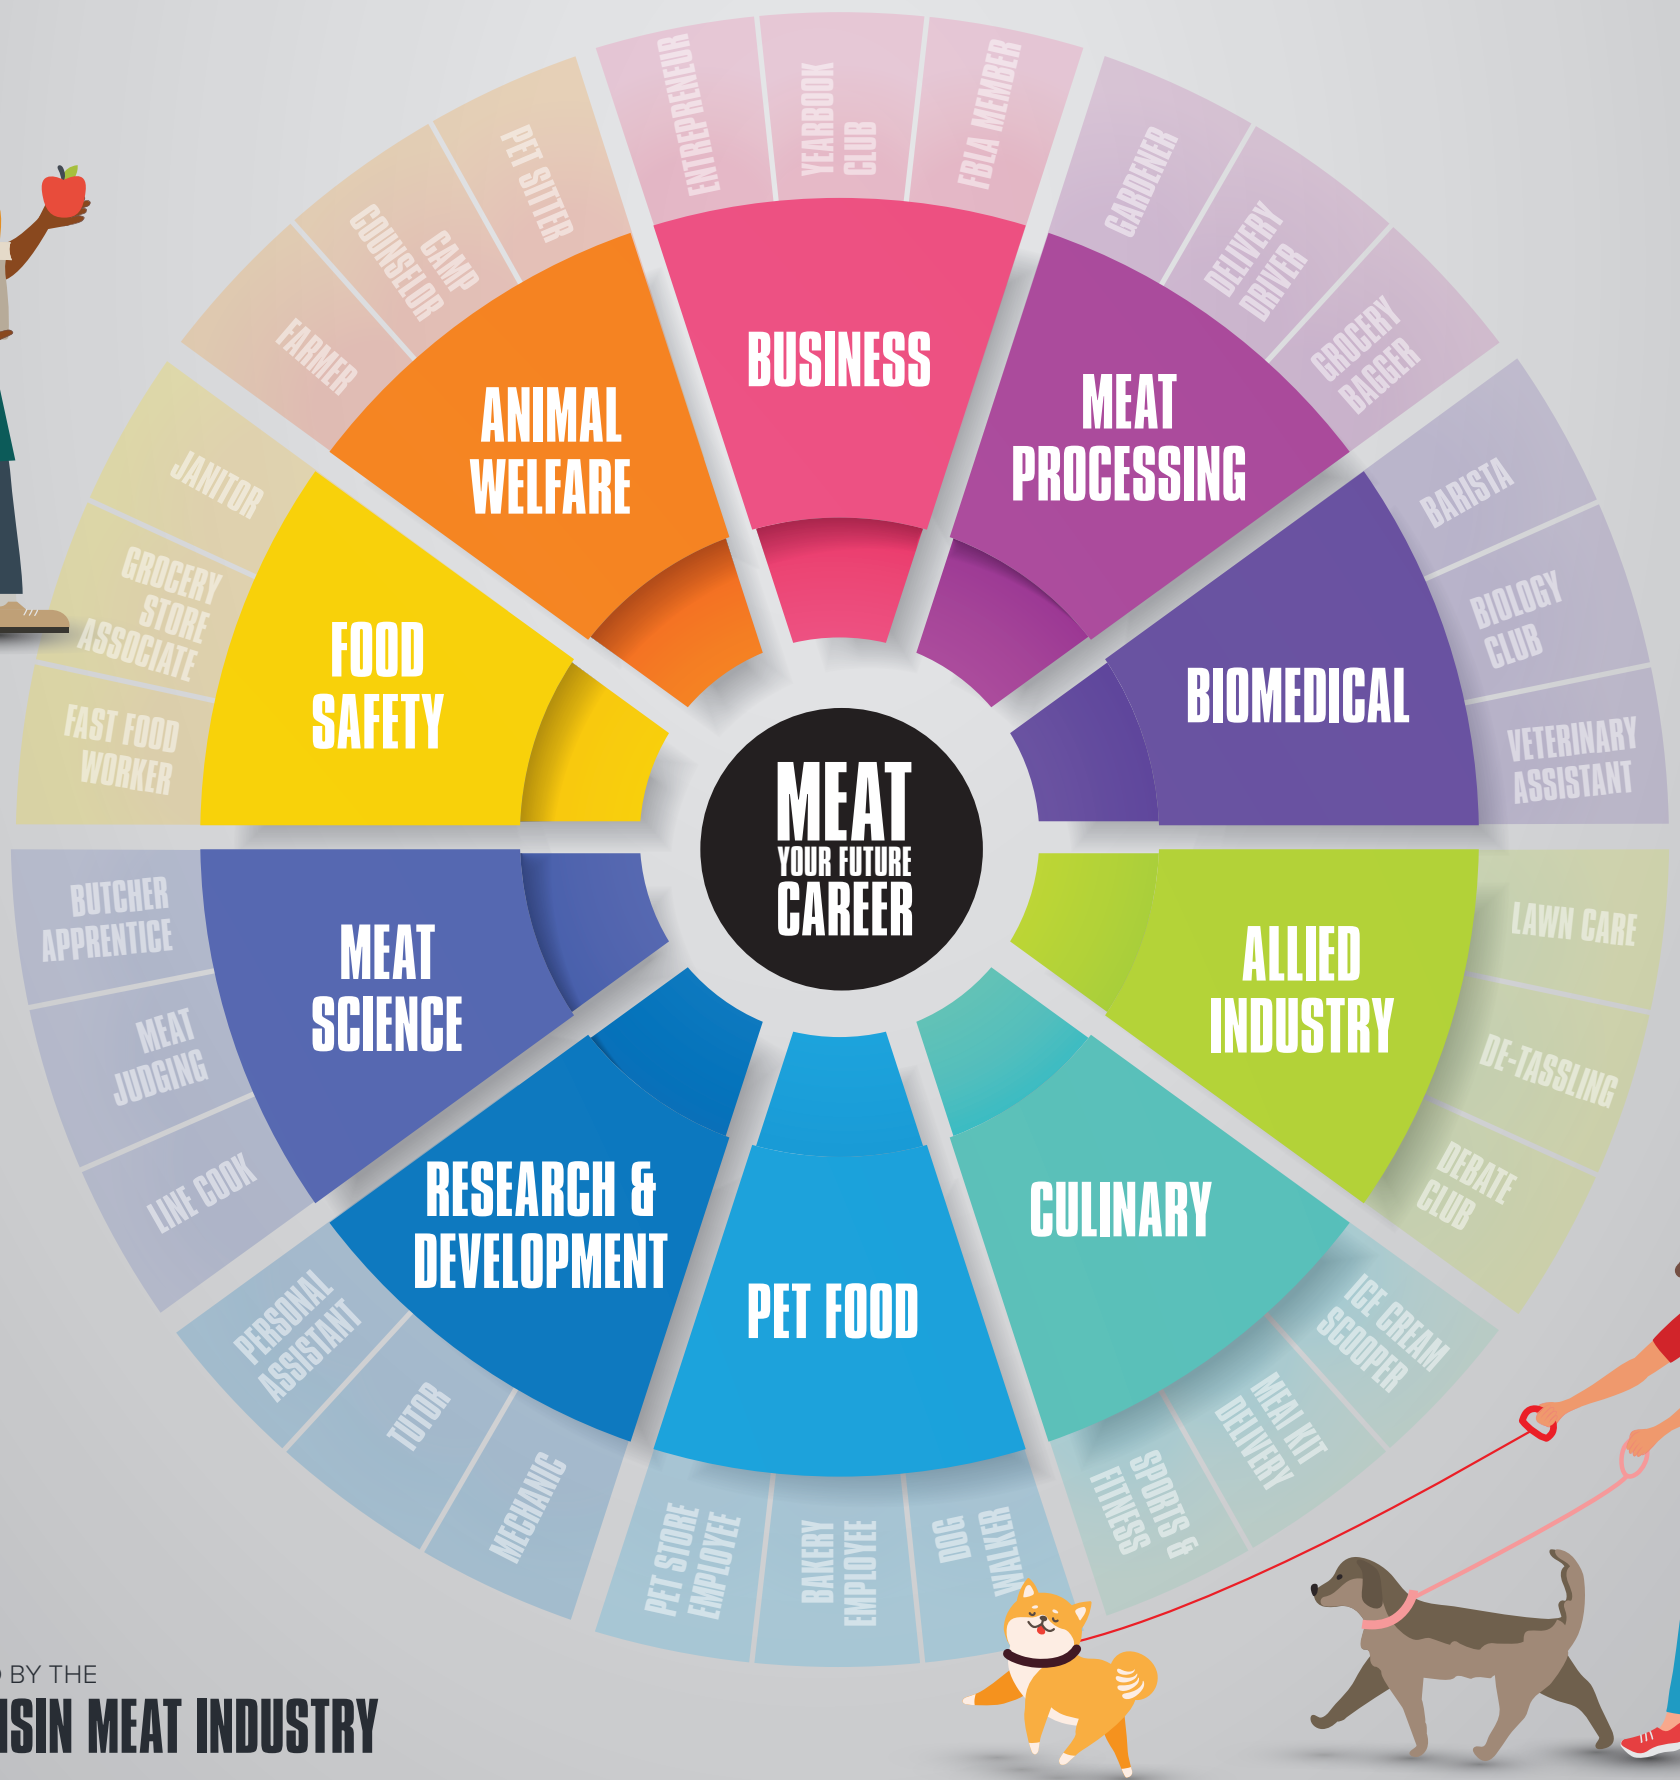 ENTREPRENEUR
YEARBOOK
CLUB
FBLA MEMBER
BUSINESS
GARDENER
DELIVERY
DRIVER
GROCERY
BAGGER
MEAT
PROCESSING
BARISTA
BIOLOGY
CLUB
VETERINARY
ASSISTANT
BIOMEDICAL
LAWN CARE
DE-TASSLING
DEBATE
CLUB
ALLIED
INDUSTRY
ICE CREAM
SCOOPER
MEAL KIT
DELIVERY
SPORTS &
FITNESS
CULINARY
DOG
WALKER
BAKERY
EMPLOYEE
PET STORE
EMPLOYEE
PET FOOD
MECHANIC
TUTOR
PERSONAL
ASSISTANT
RESEARCH &
DEVELOPMENT
LINE COOK
MEAT
JUDGING
BUTCHER
APPRENTICE
MEAT
SCIENCE
FAST FOOD
WORKER
GROCERY
STORE
ASSOCIATE
JANITOR
FOOD
SAFETY
FARMER
CAMP
COUNSELOR
PET SITTER
ANIMAL
WELFARE
MEAT
YOUR FUTURE
CAREER
BY THE
SIN MEAT INDUSTRY